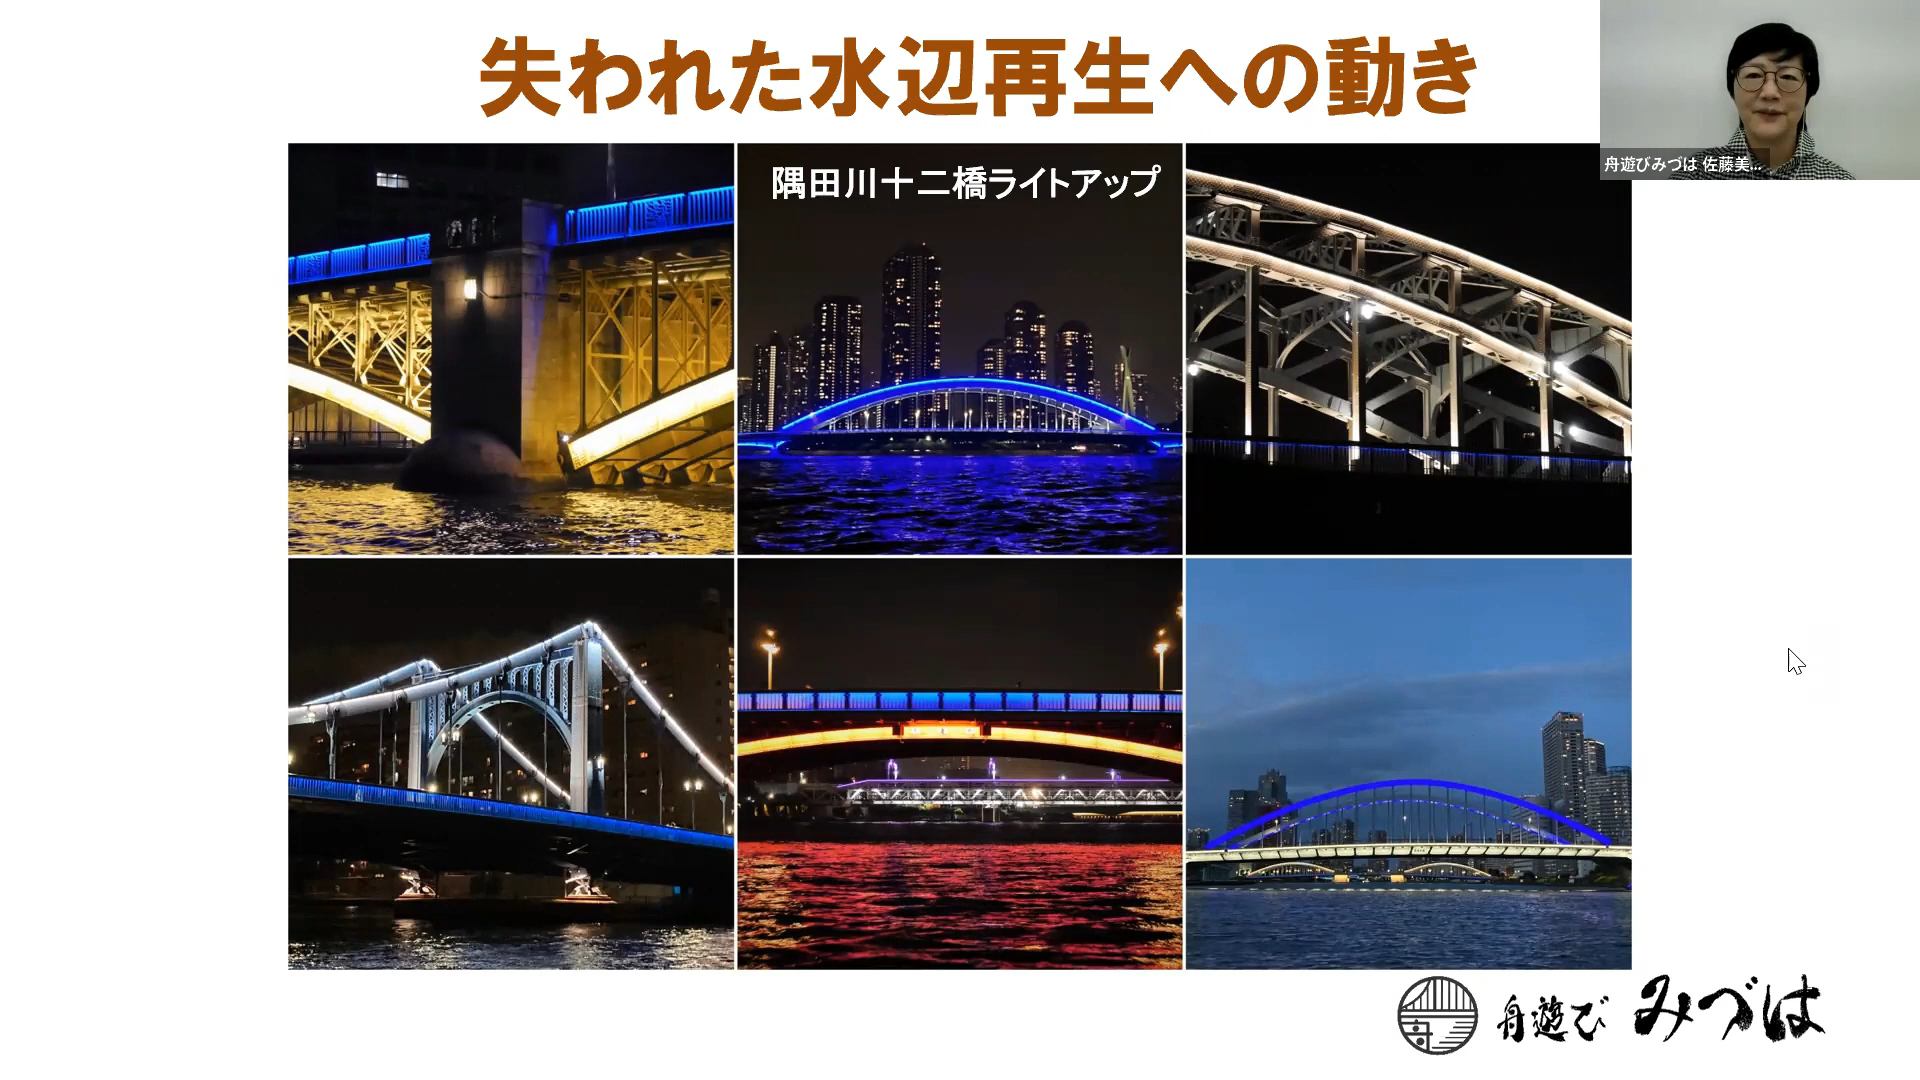 失われた水辺再生への動き
舟遊びみづは 佐藤美...
隅田川十二橋ライトアップ
舟遊び みづは